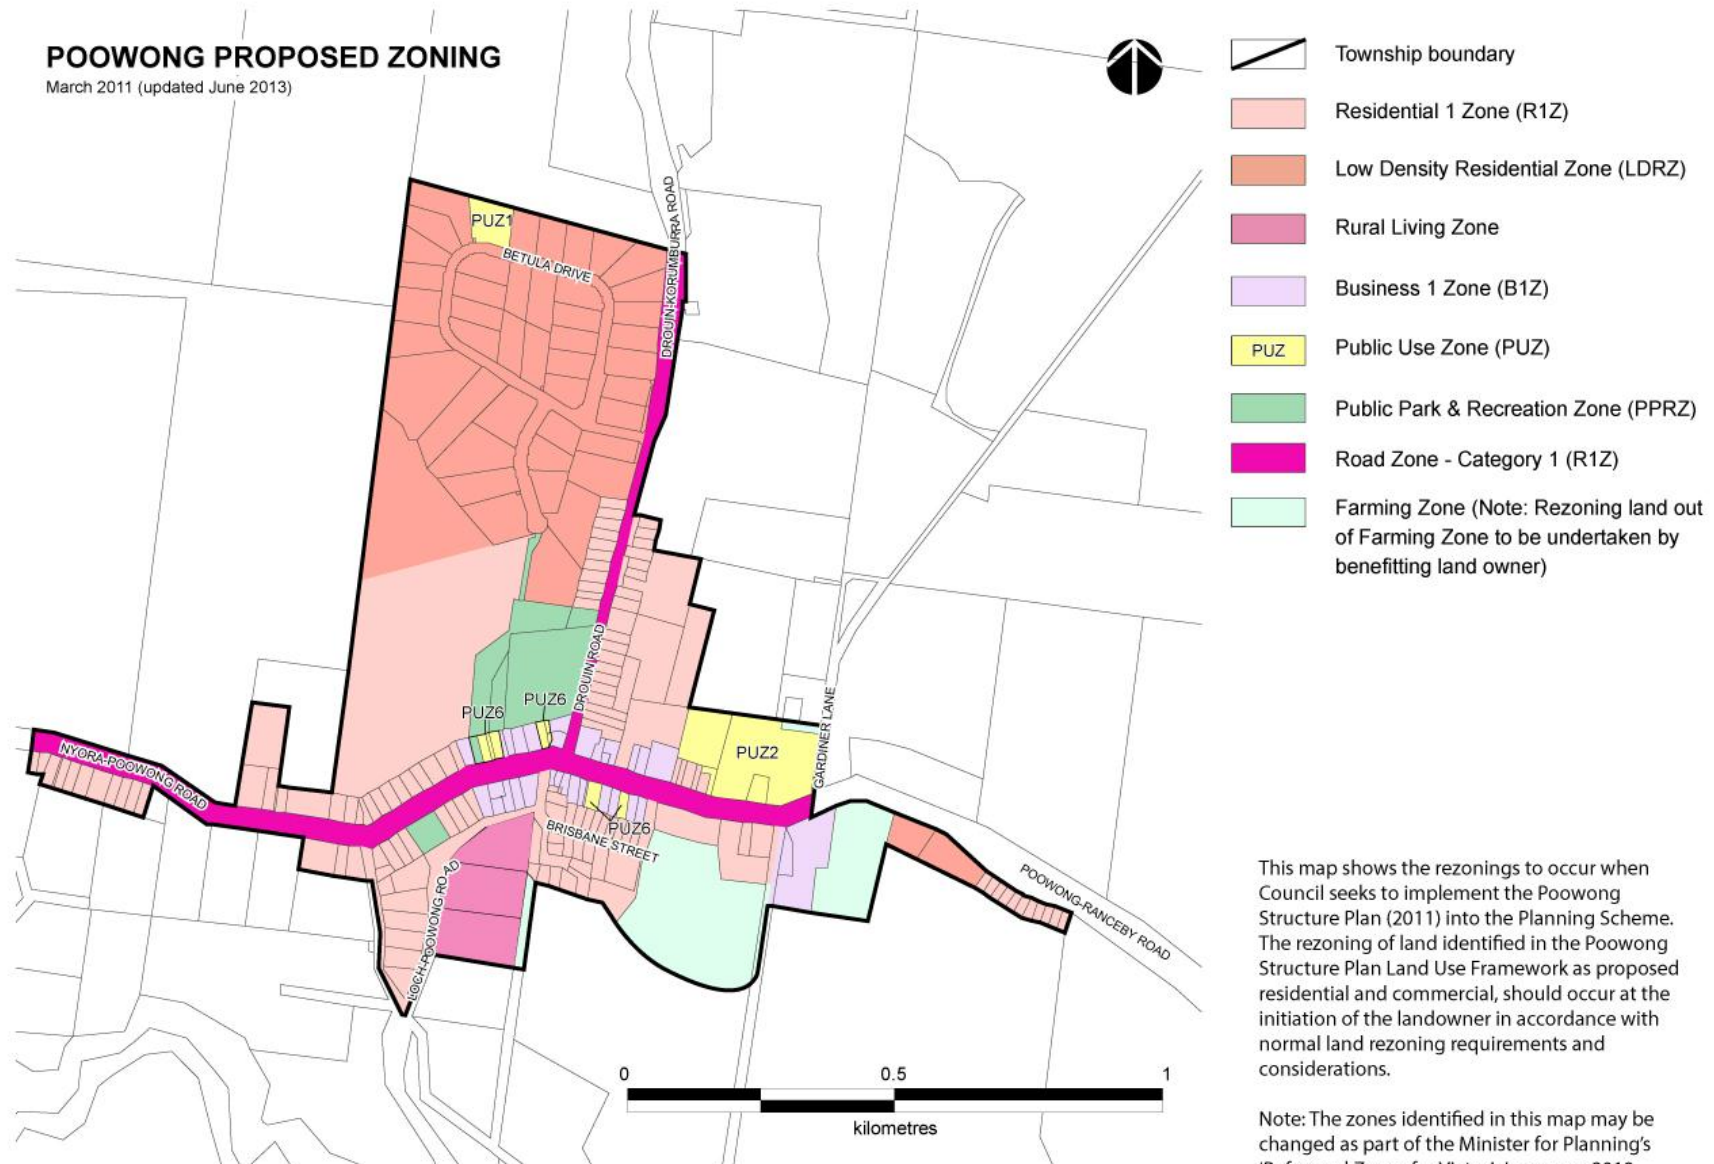 POOWONG PROPOSED ZONING
March 2011 (updated June 2013)
Township boundary
Residential 1 Zone (R1Z)
Low Density Residential Zone (LDRZ)
Rural Living Zone
Business 1 Zone (B1Z)
PUZ
Public Use Zone (PUZ)
Public Park & Recreation Zone (PPRZ)
Road Zone - Category 1 (R1Z)
Farming Zone (Note: Rezoning land out
of Farming Zone to be undertaken by
benefitting land owner)
PUZ1
BETULA DRIVE
DROUIN-KORUMBURRA ROAD
DROUIN ROAD
PUZ6
PUZ6
PUZ2
GARDINER LANE
NYORA-POOWONG ROAD
PUZ6
BRISBANE STREET
LOCH-POOWONG ROAD
POOWONG-RANCEBY ROAD
0 0.5 1
kilometres
This map shows the rezonings to occur when
Council seeks to implement the Poowong
Structure Plan (2011) into the Planning Scheme.
The rezoning of land identified in the Poowong
Structure Plan Land Use Framework as proposed
residential and commercial, should occur at the
initiation of the landowner in accordance with
normal land rezoning requirements and
considerations.
Note: The zones identified in this map may be
changed as part of the Minister for Planning's